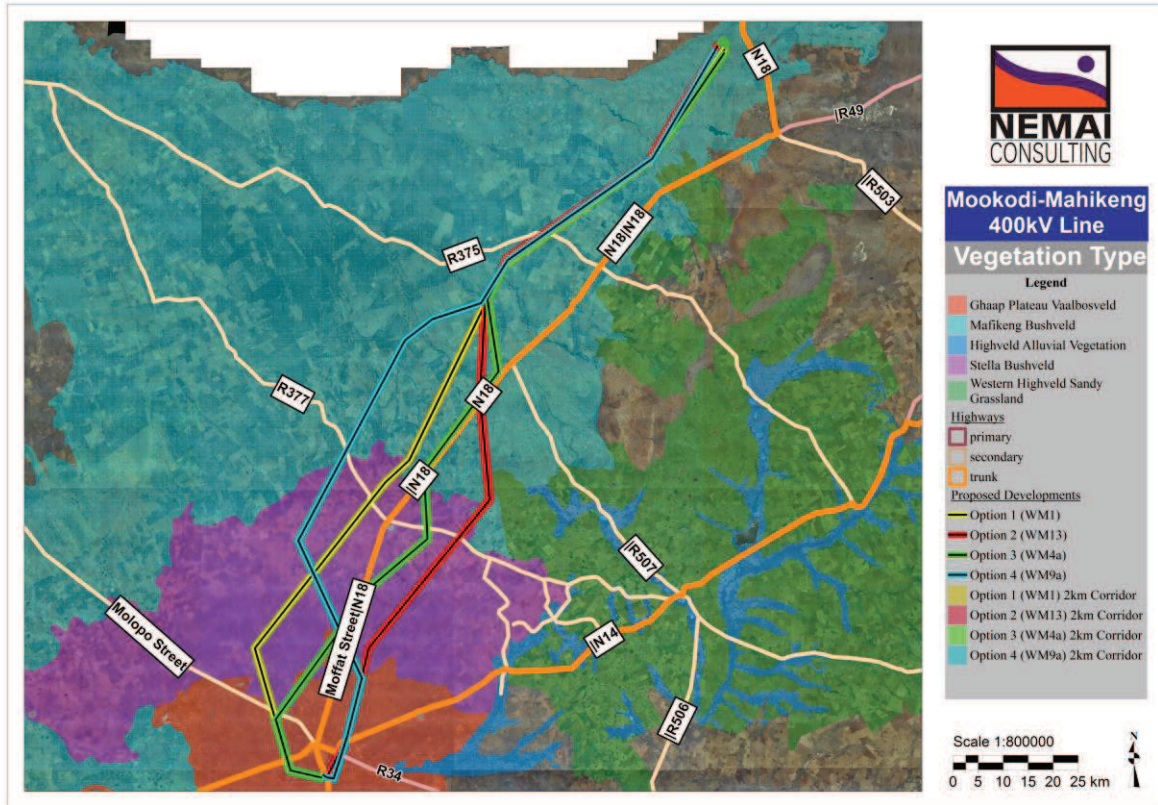 N18
|R49
|R503
N18|N18
R375
R377
N18
|N18
|R507
Molopo Street
Moffat Street|N18
|N14
|R506
R34
NEMAI
CONSULTING
Mookodi-Mahikeng
400kV Line
Vegetation Type
Legend
Ghaap Plateau Vaalbosveld
Mafikeng Bushveld
Highveld Alluvial Vegetation
Stella Bushveld
Western Highveld Sandy
Grassland
Highways
primary
secondary
trunk
Proposed Developments
Option 1 (WM1)
Option 2 (WM13)
Option 3 (WM4a)
Option 4 (WM9a)
Option 1 (WM1) 2km Corridor
Option 2 (WM13) 2km Corridor
Option 3 (WM4a) 2km Corridor
Option 4 (WM9a) 2km Corridor
Scale 1:800000
N
0 5 10 15 20 25 km